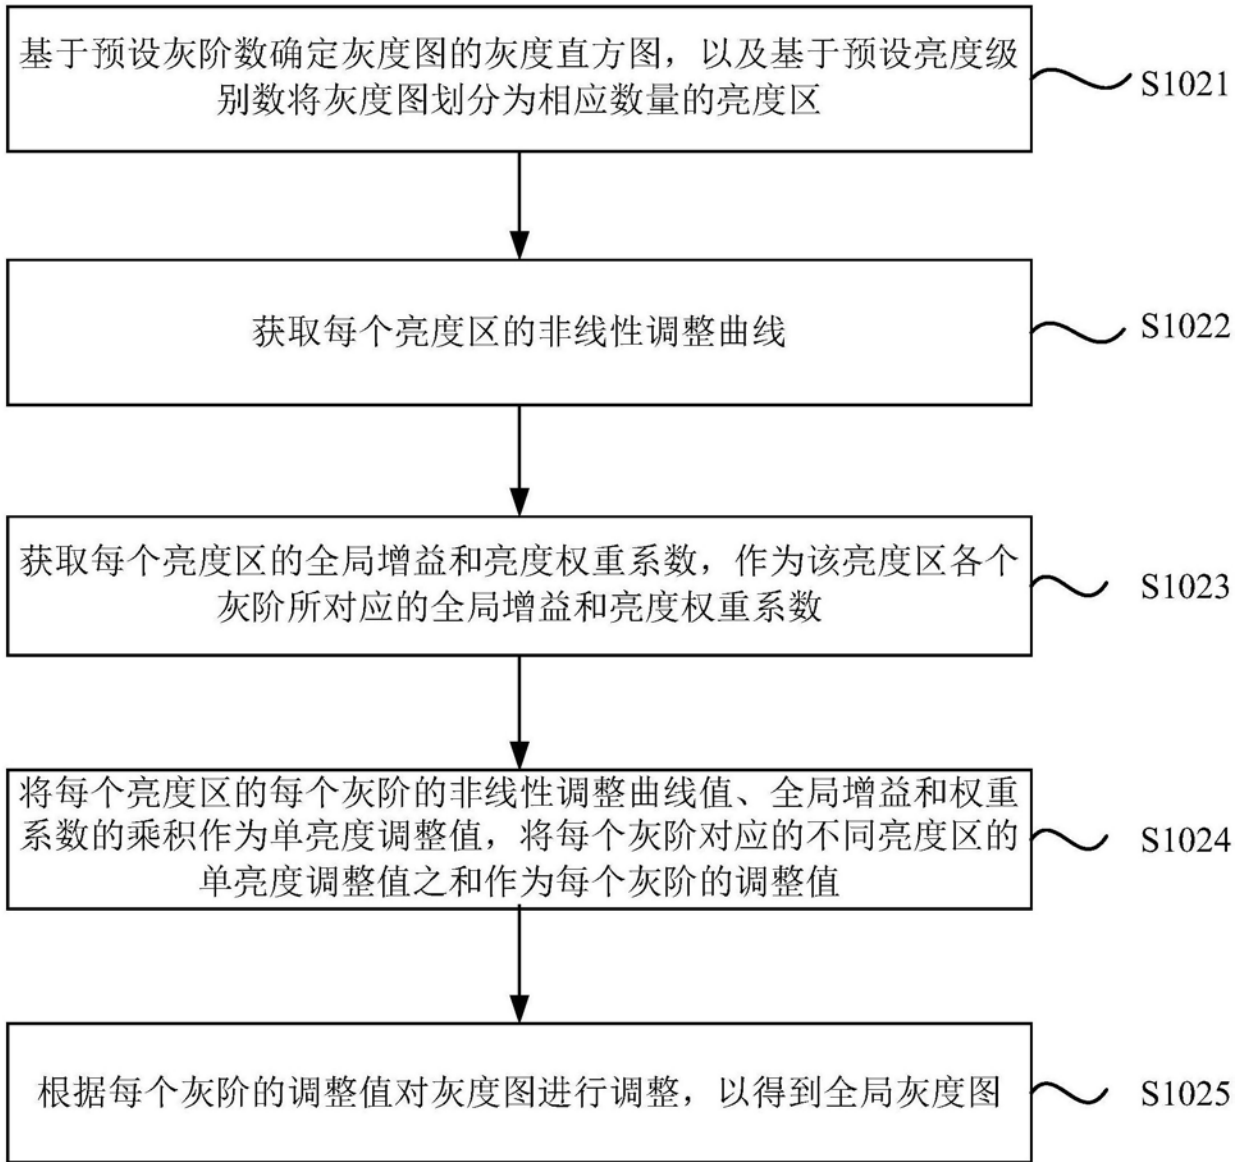 基于预设灰阶数确定灰度图的灰度直方图，以及基于预设亮度级
别数将灰度图划分为相应数量的亮度区
S1021
获取每个亮度区的非线性调整曲线
S1022
获取每个亮度区的全局增益和亮度权重系数，作为该亮度区各个
灰阶所对应的全局增益和亮度权重系数
S1023
将每个亮度区的每个灰阶的非线性调整曲线值、全局增益和权重
系数的乘积作为单亮度调整值，将每个灰阶对应的不同亮度区的
单亮度调整值之和作为每个灰阶的调整值
S1024
根据每个灰阶的调整值对灰度图进行调整，以得到全局灰度图
S1025